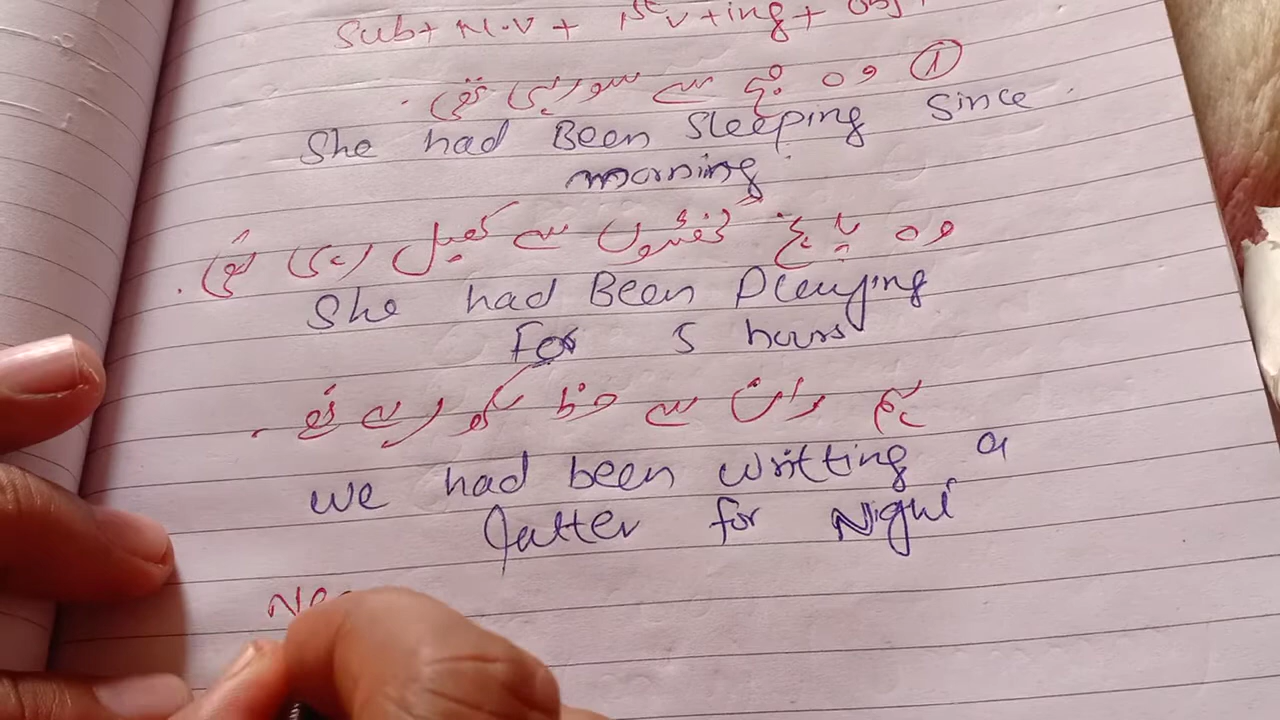 Sub + M.V + 1st v + ing + obj
① وہ صبح سے سو رہی تھی۔
She had Been Sleeping Since
morning
وہ پانچ گھنٹوں سے کھیل رہی تھی۔
She had Been Pleaying
For 5 hours
ہم رات سے خط لکھ رہے تھے۔
we had been writting a
latter for Night
Ne